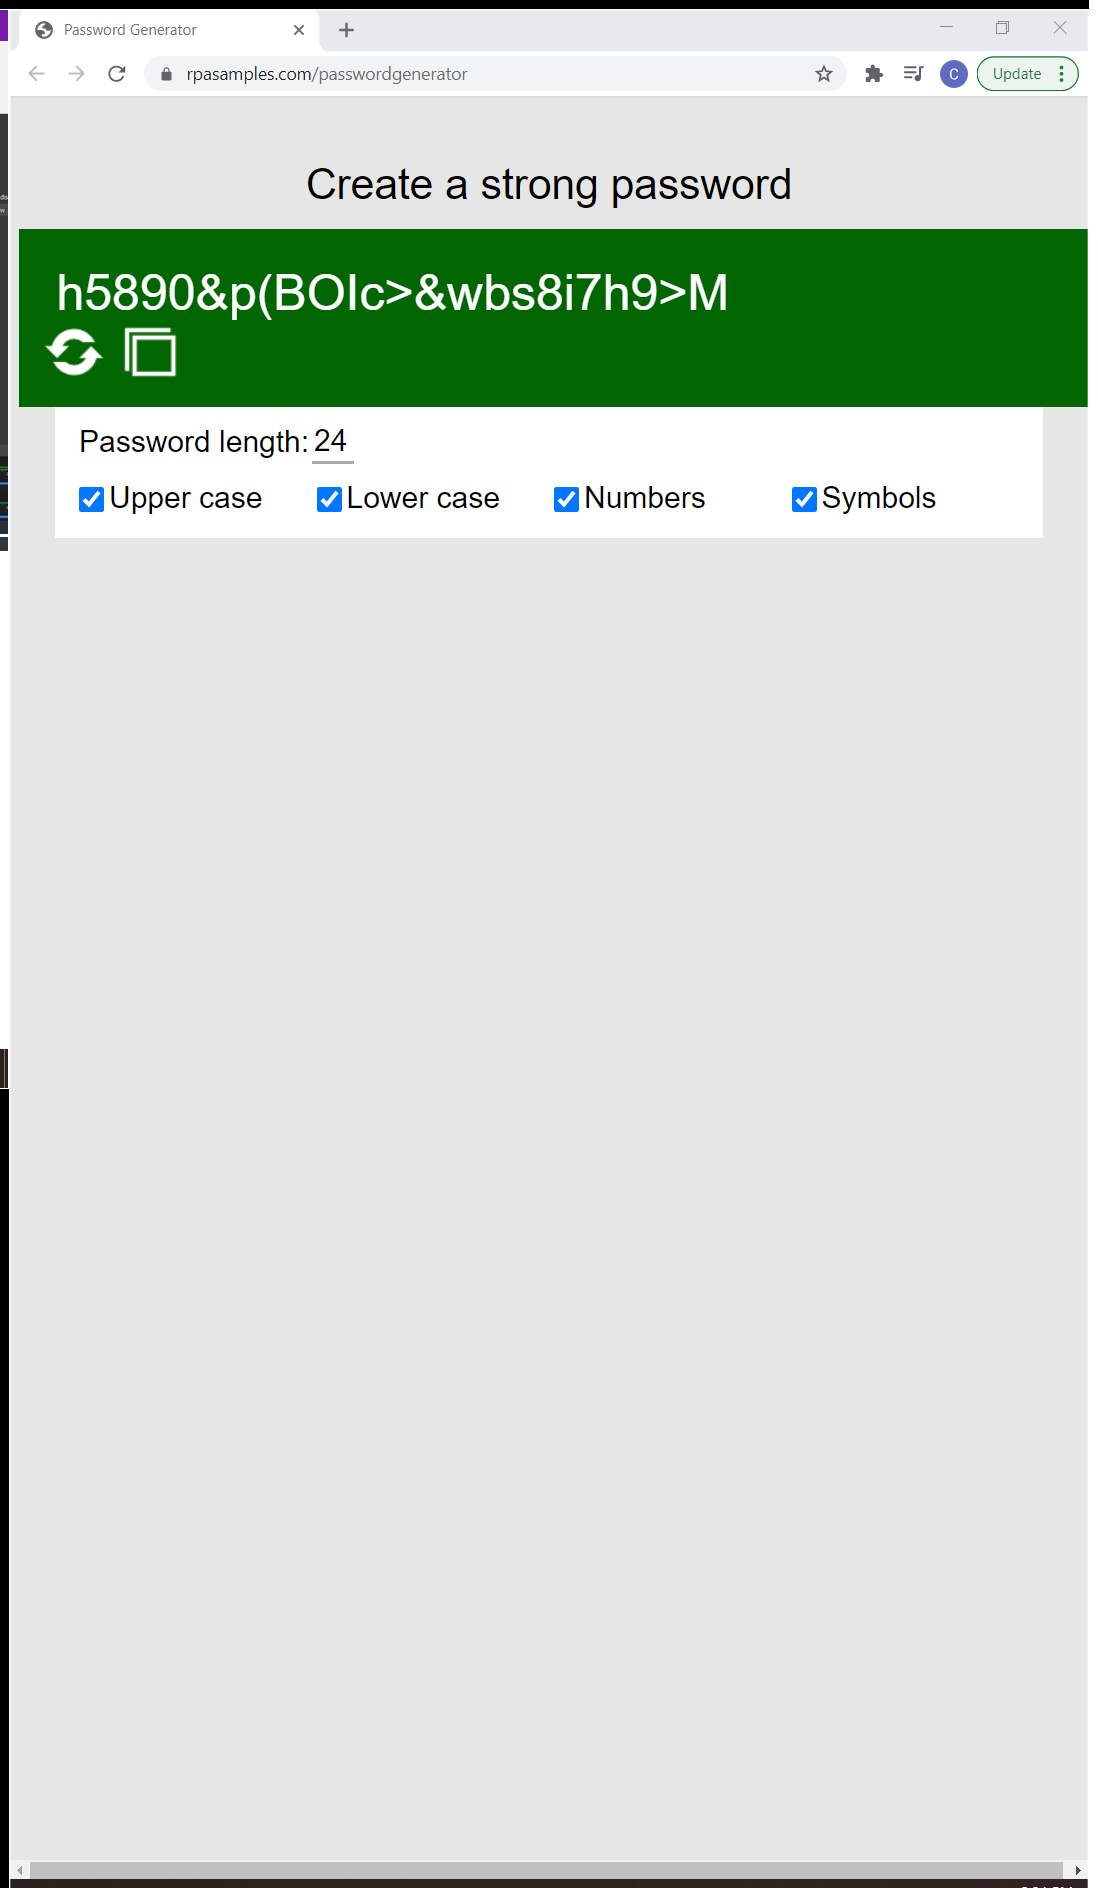 Password Generator
rpasamples.com/passwordgenerator
C
Update
Create a strong password
h5890&p(BOIc>&wbs8i7h9>M
Password length: 24
Upper case Lower case Numbers Symbols